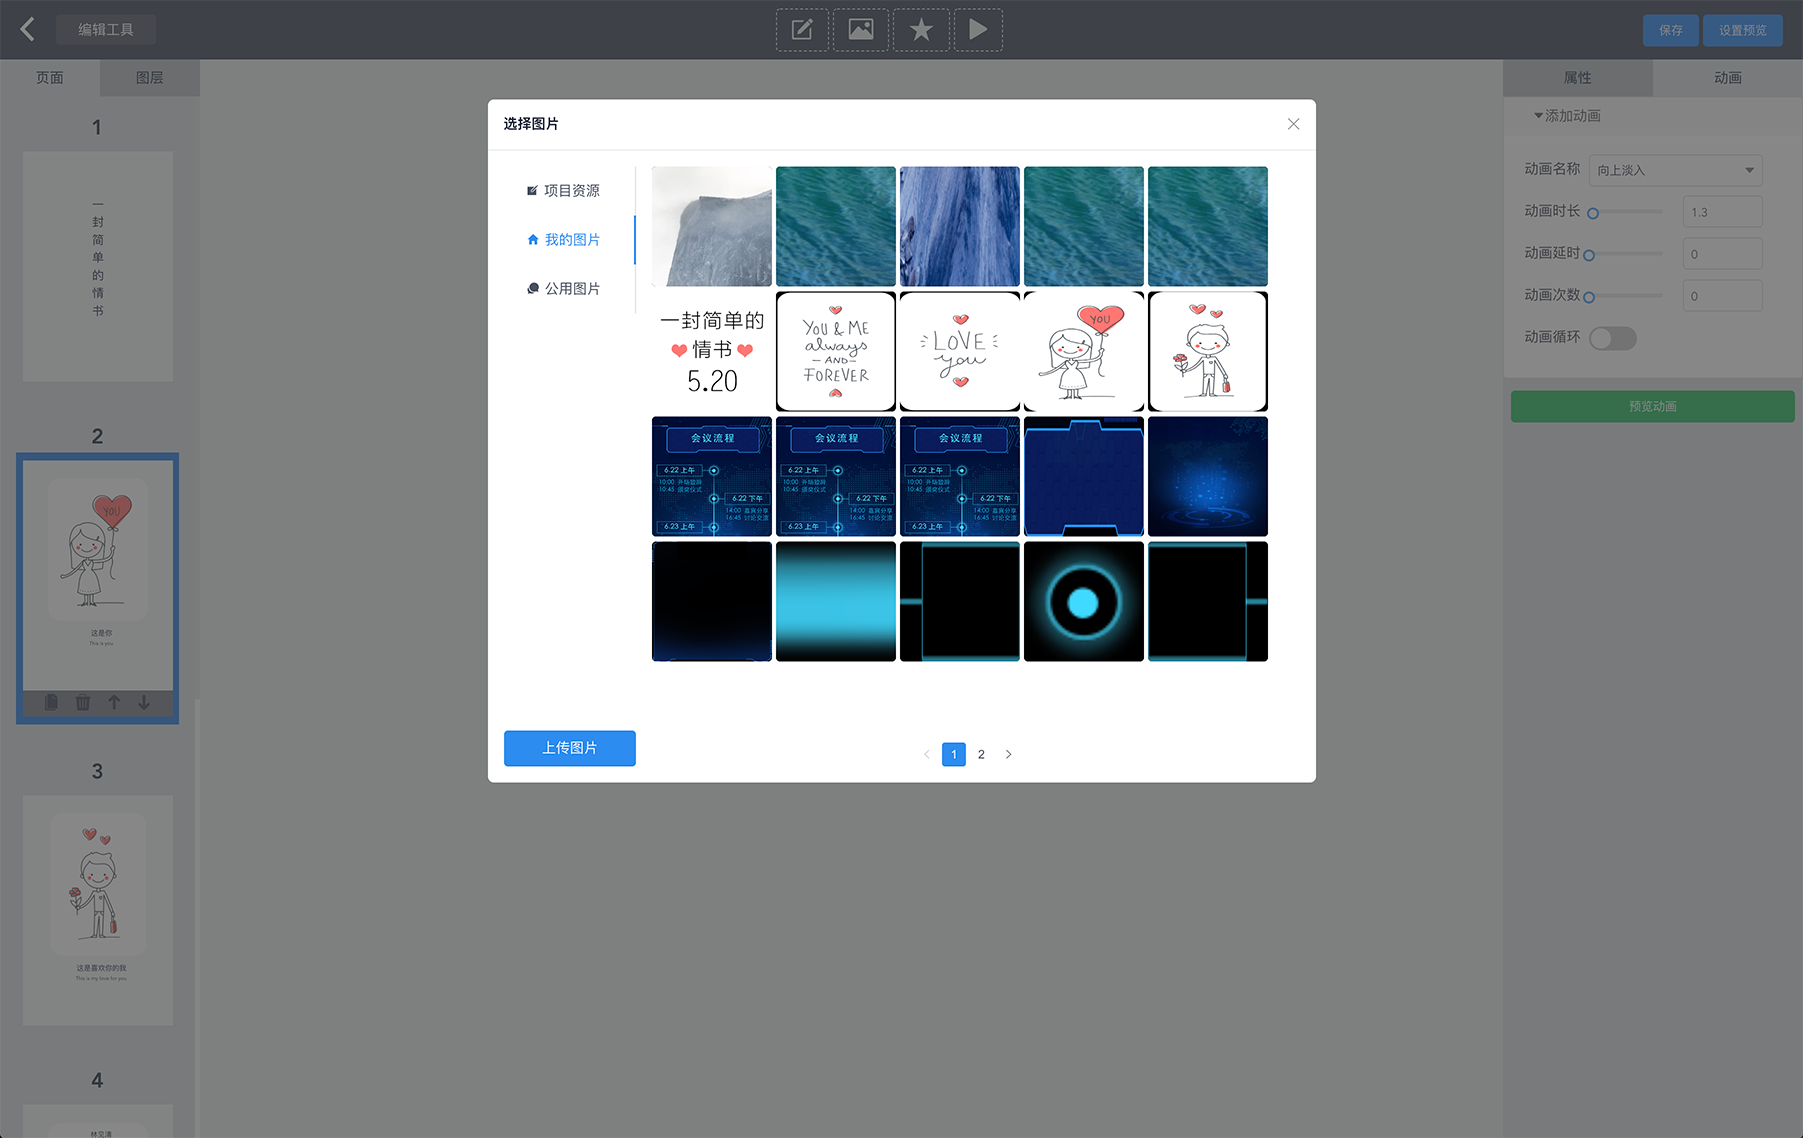 编辑工具
保存
设置预览
页面
图层
属性
动画
1
一
封
简
单
的
情
书
2
YOU
这是你
This is you
3
这是喜欢你的我
This is my love for you
4
林见清
选择图片
项目资源
我的图片
公用图片
一封简单的
情书
5.20
YOU & ME
always
—AND—
FOREVER
LOVE
you
YOU
会议流程
6.22 上午
10:00 开场致辞
10:45 颁奖仪式
6.22 下午
14:00 嘉宾分享
16:45 讨论交流
6.23 上午
会议流程
6.22 上午
10:00 开场致辞
10:45 颁奖仪式
6.22 下午
14:00 嘉宾分享
16:45 讨论交流
6.23 上午
会议流程
6.22 上午
10:00 开场致辞
10:45 颁奖仪式
6.22 下午
14:00 嘉宾分享
16:45 讨论交流
6.23 上午
上传图片
1
2
添加动画
动画名称
向上淡入
动画时长
1.3
动画延时
0
动画次数
0
动画循环
预览动画